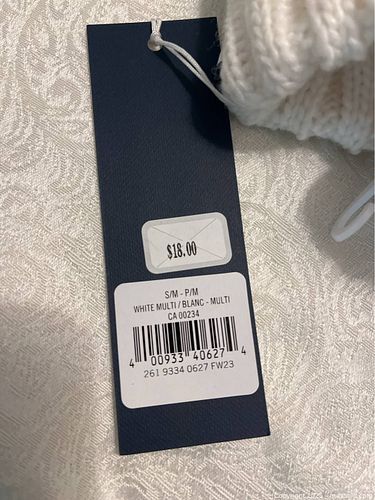 $18.00
S/M - P/M
WHITE MULTI / BLANC - MULTI
CA 00234
4 00933 40627 4
261 9334 0627 FW23